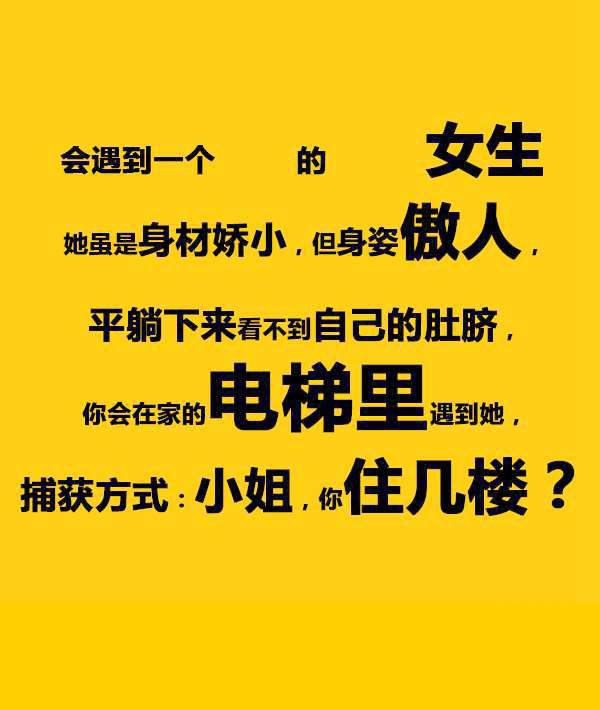 会遇到一个 的 女生
她虽是身材娇小，但身姿傲人，
平躺下来看不到自己的肚脐，
你会在家的电梯里遇到她，
捕获方式：小姐，你住几楼？